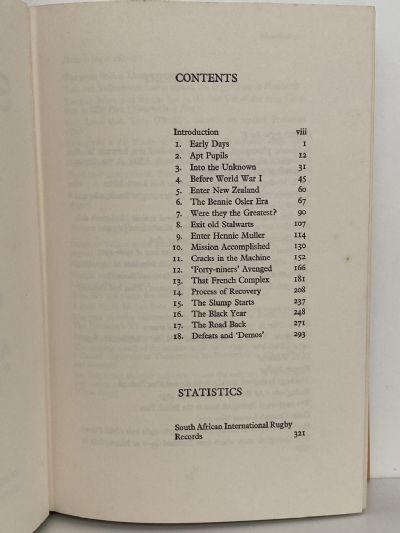 CONTENTS
Introduction viii
1. Early Days 1
2. Apt Pupils 12
3. Into the Unknown 31
4. Before World War I 45
5. Enter New Zealand 60
6. The Bennie Osler Era 67
7. Were they the Greatest? 90
8. Exit old Stalwarts 107
9. Enter Hennie Muller 114
10. Mission Accomplished 130
11. Cracks in the Machine 152
12. ‘Forty-niners’ Avenged 166
13. That French Complex 181
14. Process of Recovery 208
15. The Slump Starts 237
16. The Black Year 248
17. The Road Back 271
18. Defeats and ‘Demos’ 293
STATISTICS
South African International Rugby
Records 321